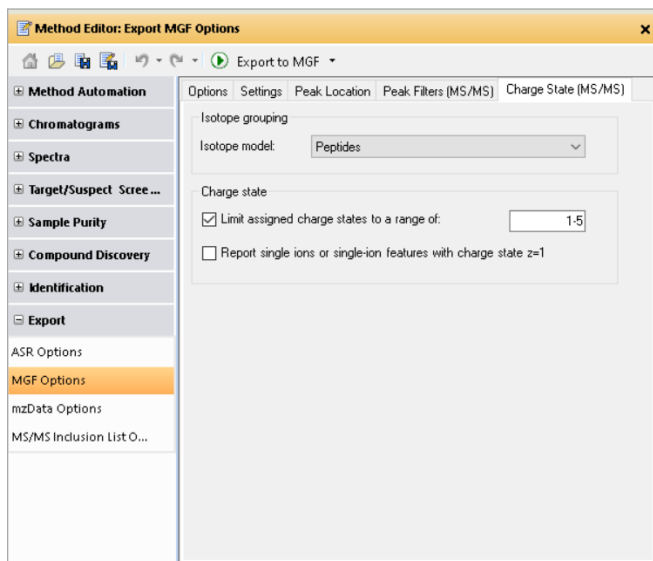 Method Editor: Export MGF Options
Export to MGF
Method Automation
Chromatograms
Spectra
Target/Suspect Scree ...
Sample Purity
Compound Discovery
Identification
Export
ASR Options
MGF Options
mzData Options
MS/MS Inclusion List O...
Options Settings Peak Location Peak Filters (MS/MS) Charge State (MS/MS)
Isotope grouping
Isotope model: Peptides
Charge state
Limit assigned charge states to a range of: 1-5
Report single ions or single-ion features with charge state z=1